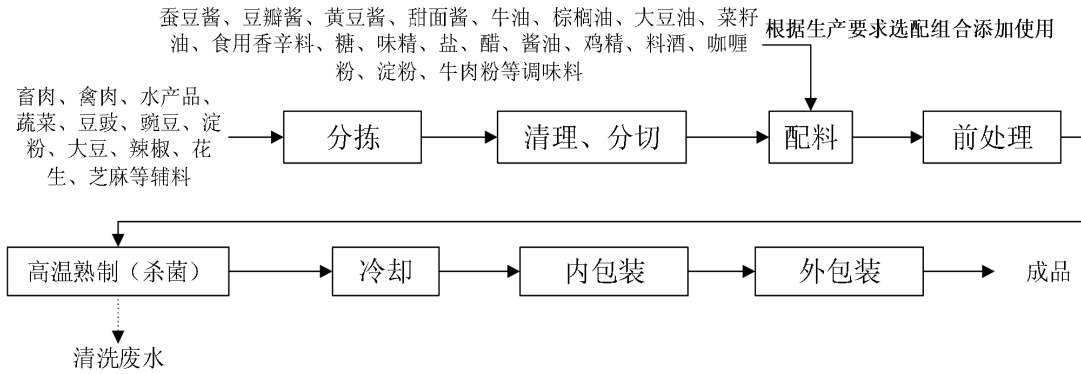 蚕豆酱、豆瓣酱、黄豆酱、甜面酱、牛油、棕榈油、大豆油、菜籽
油、食用香辛料、糖、味精、盐、醋、酱油、鸡精、料酒、咖喱
粉、淀粉、牛肉粉等调味料
根据生产要求选配组合添加使用
畜肉、禽肉、水产品、
蔬菜、豆豉、豌豆、淀
粉、大豆、辣椒、花
生、芝麻等辅料
分拣
清理、分切
配料
前处理
高温熟制（杀菌）
冷却
内包装
外包装
成品
清洗废水